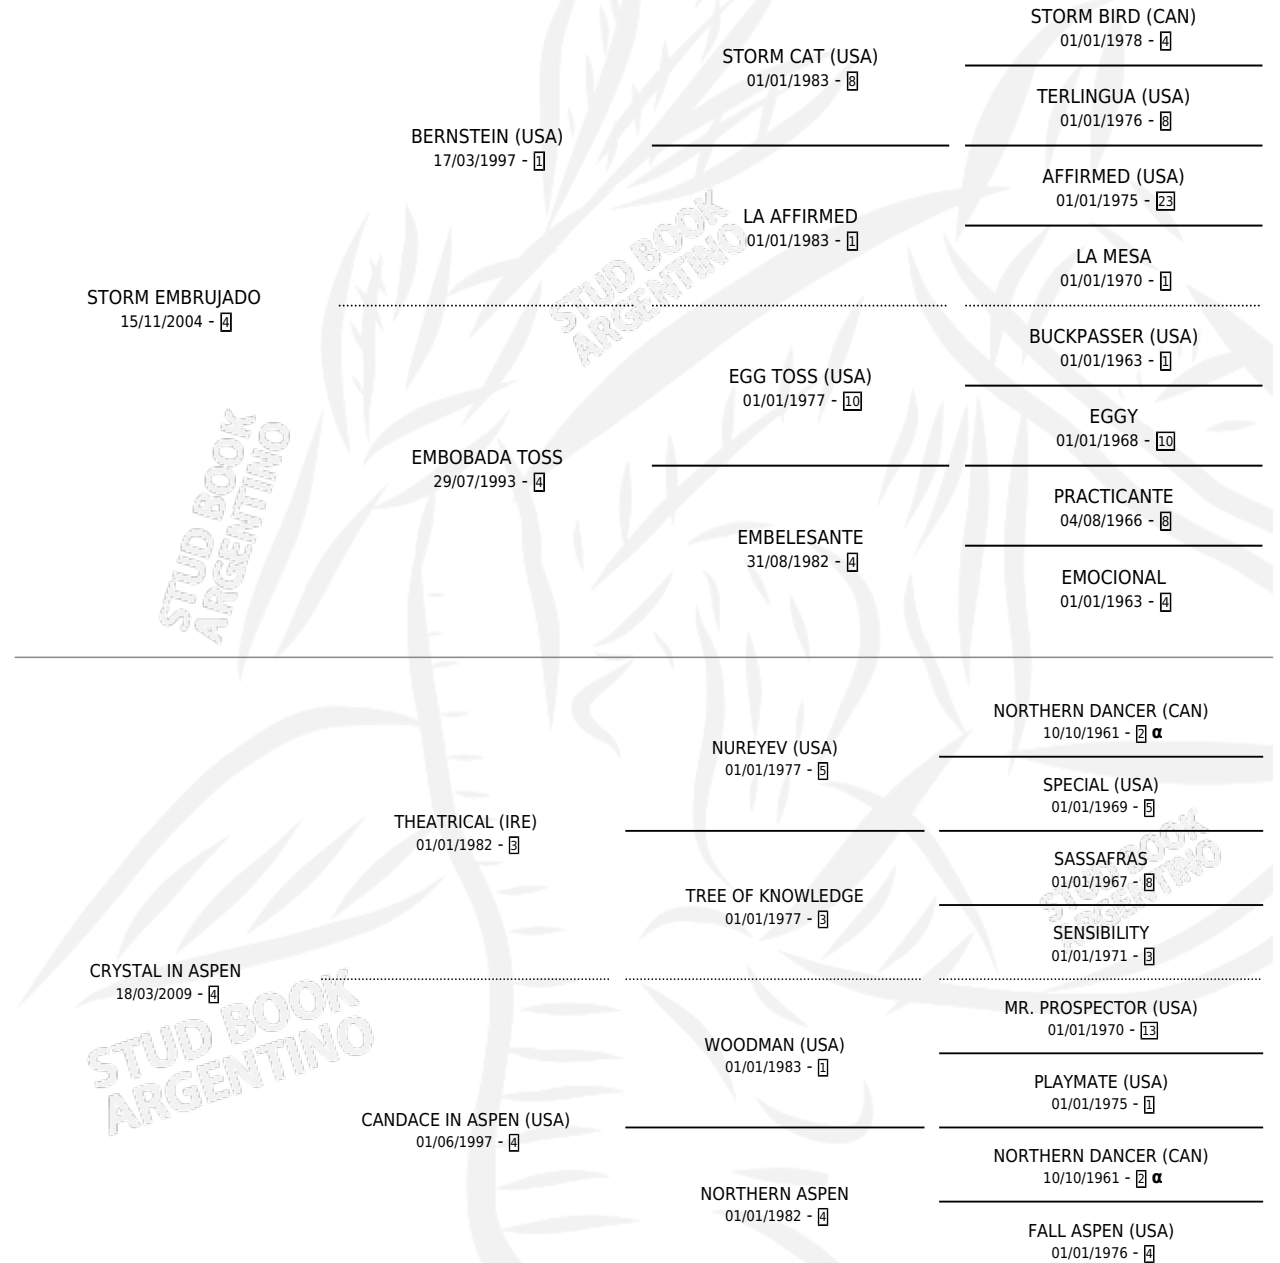 STORM BIRD (CAN)
01/01/1978 - 4
STORM CAT (USA)
01/01/1983 - 8
TERLINGUA (USA)
01/01/1976 - 8
BERNSTEIN (USA)
17/03/1997 - 1
AFFIRMED (USA)
01/01/1975 - 23
LA AFFIRMED
01/01/1983 - 1
LA MESA
01/01/1970 - 1
STORM EMBRUJADO
15/11/2004 - 4
BUCKPASSER (USA)
01/01/1963 - 1
EGG TOSS (USA)
01/01/1977 - 10
EGGY
01/01/1968 - 10
EMBOBADA TOSS
29/07/1993 - 4
PRACTICANTE
04/08/1966 - 8
EMBELESANTE
31/08/1982 - 4
EMOCIONAL
01/01/1963 - 4
NORTHERN DANCER (CAN)
10/10/1961 - 2 α
NUREYEV (USA)
01/01/1977 - 5
SPECIAL (USA)
01/01/1969 - 5
THEATRICAL (IRE)
01/01/1982 - 3
SASSAFRAS
01/01/1967 - 8
TREE OF KNOWLEDGE
01/01/1977 - 3
SENSIBILITY
01/01/1971 - 3
CRYSTAL IN ASPEN
18/03/2009 - 4
MR. PROSPECTOR (USA)
01/01/1970 - 13
WOODMAN (USA)
01/01/1983 - 1
PLAYMATE (USA)
01/01/1975 - 1
CANDACE IN ASPEN (USA)
01/06/1997 - 4
NORTHERN DANCER (CAN)
10/10/1961 - 2 α
NORTHERN ASPEN
01/01/1982 - 4
FALL ASPEN (USA)
01/01/1976 - 4
STUD BOOK
ARGENTINO
STUD BOOK
ARGENTINO
STUD BOOK
ARGENTINO
STUD BOOK
ARGENTINO